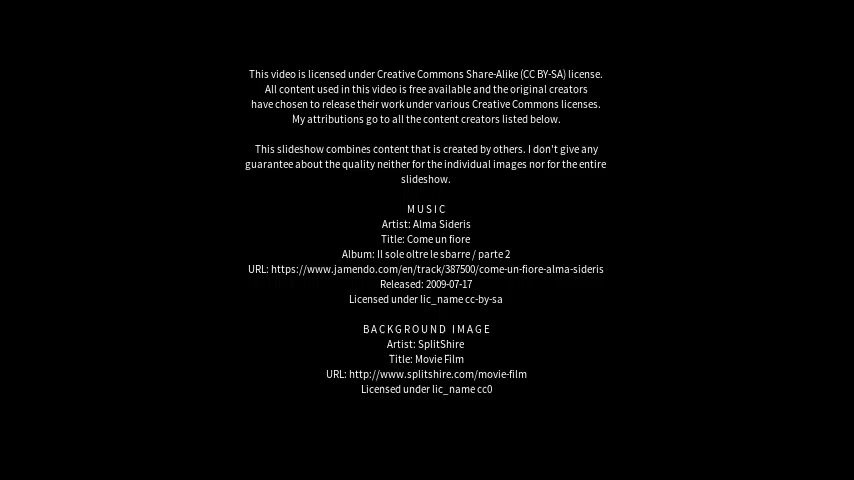 This video is licensed under Creative Commons Share-Alike (CC BY-SA) license.
All content used in this video is free available and the original creators
have chosen to release their work under various Creative Commons licenses.
My attributions go to all the content creators listed below.
This slideshow combines content that is created by others. I don't give any
guarantee about the quality neither for the individual images nor for the entire
slideshow.
MUSIC
Artist: Alma Sideris
Title: Come un fiore
Album: Il sole oltre le sbarre / parte 2
URL: https://www.jamendo.com/en/track/387500/come-un-fiore-alma-sideris
Released: 2009-07-17
Licensed under lic_name cc-by-sa
BACKGROUND IMAGE
Artist: SplitShire
Title: Movie Film
URL: http://www.splitshire.com/movie-film
Licensed under lic_name cc0